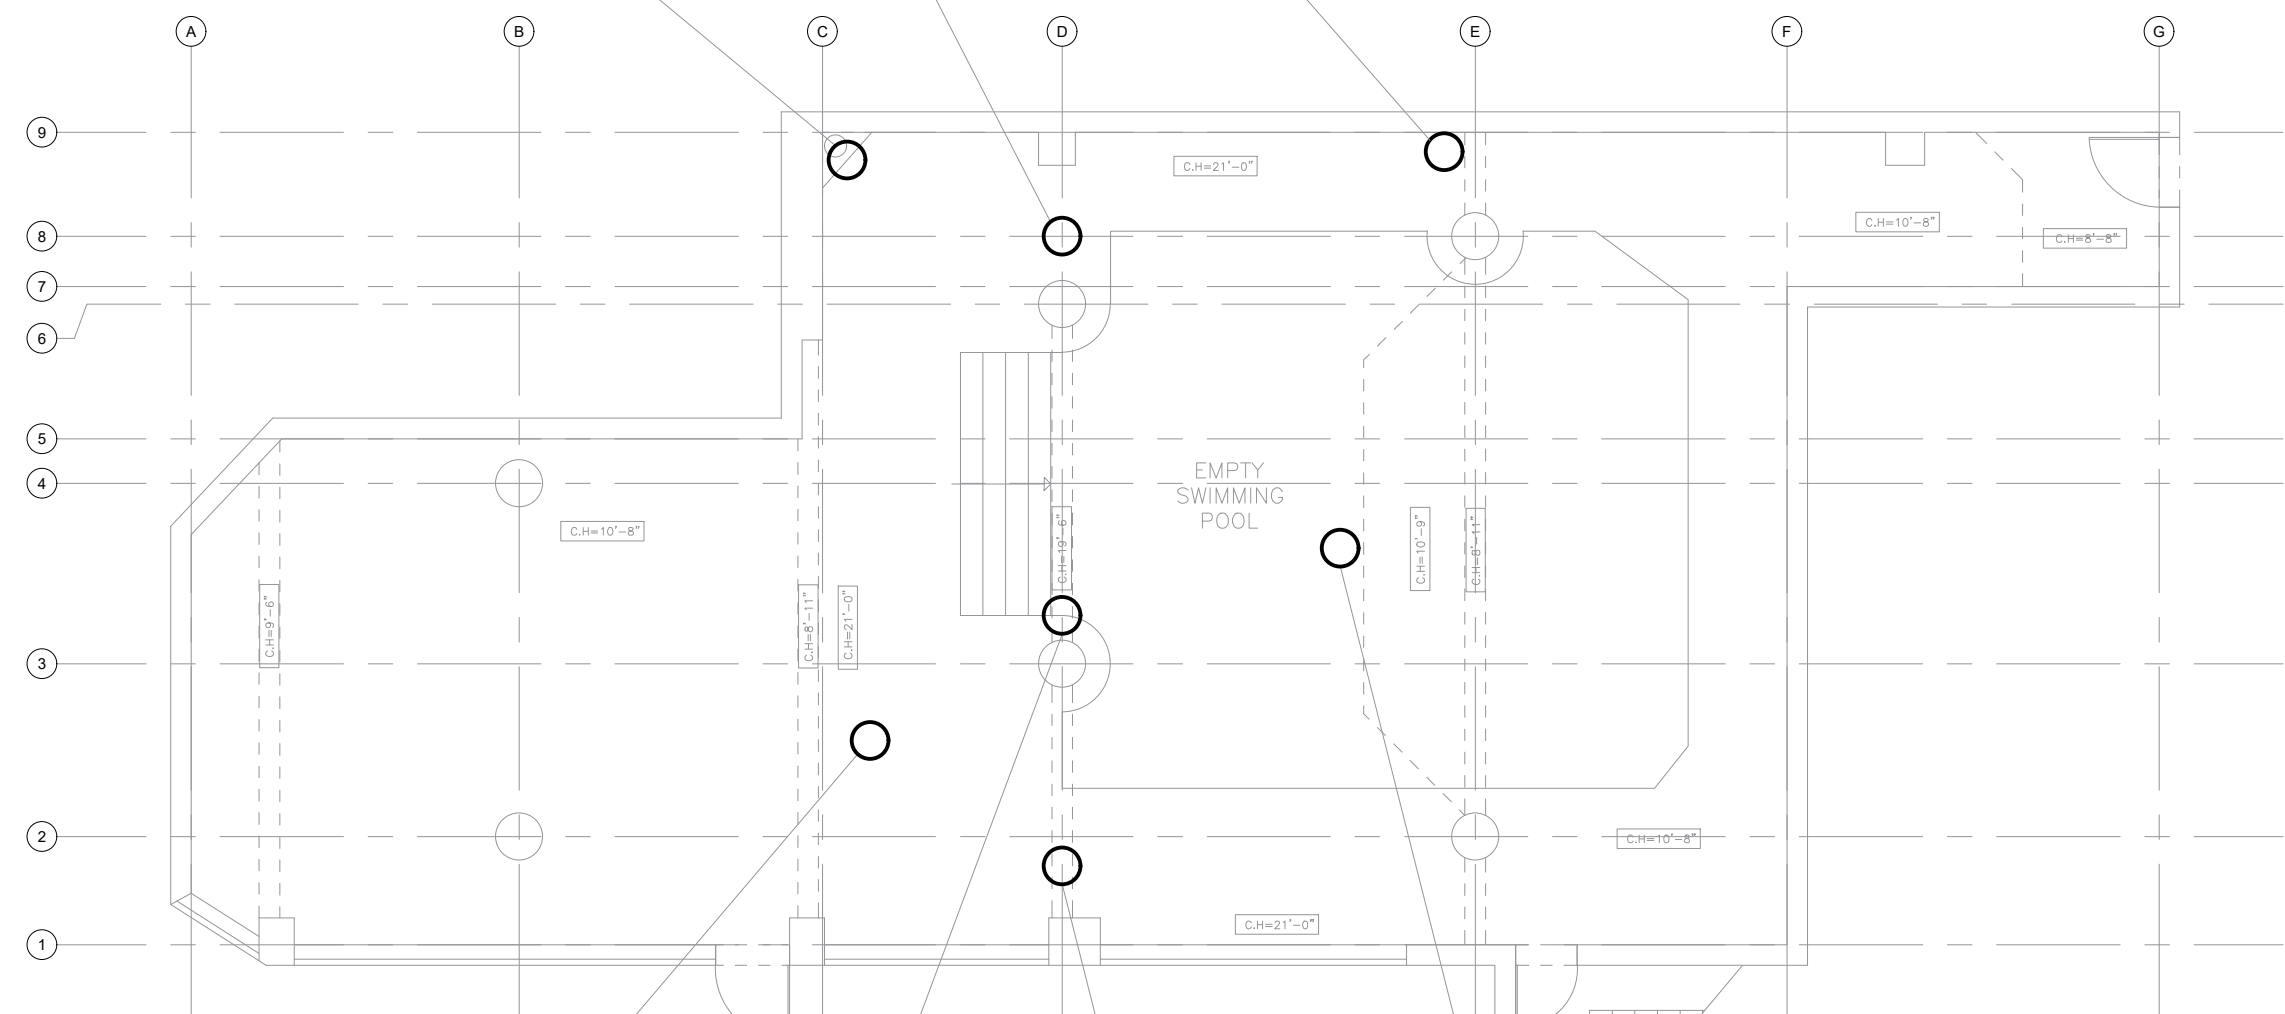 A B C D E F G
9
C.H=21'-0"
C.H=10'-8"
8
C.H=8'-8"
7
6
5
4
EMPTY
SWIMMING
POOL
C.H=10'-8"
C.H=19'-6"
C.H=10'-9"
C.H=8'-11"
C.H=9'-6"
C.H=8'-11"
C.H=21'-0"
3
2
C.H=10'-8"
C.H=21'-0"
1